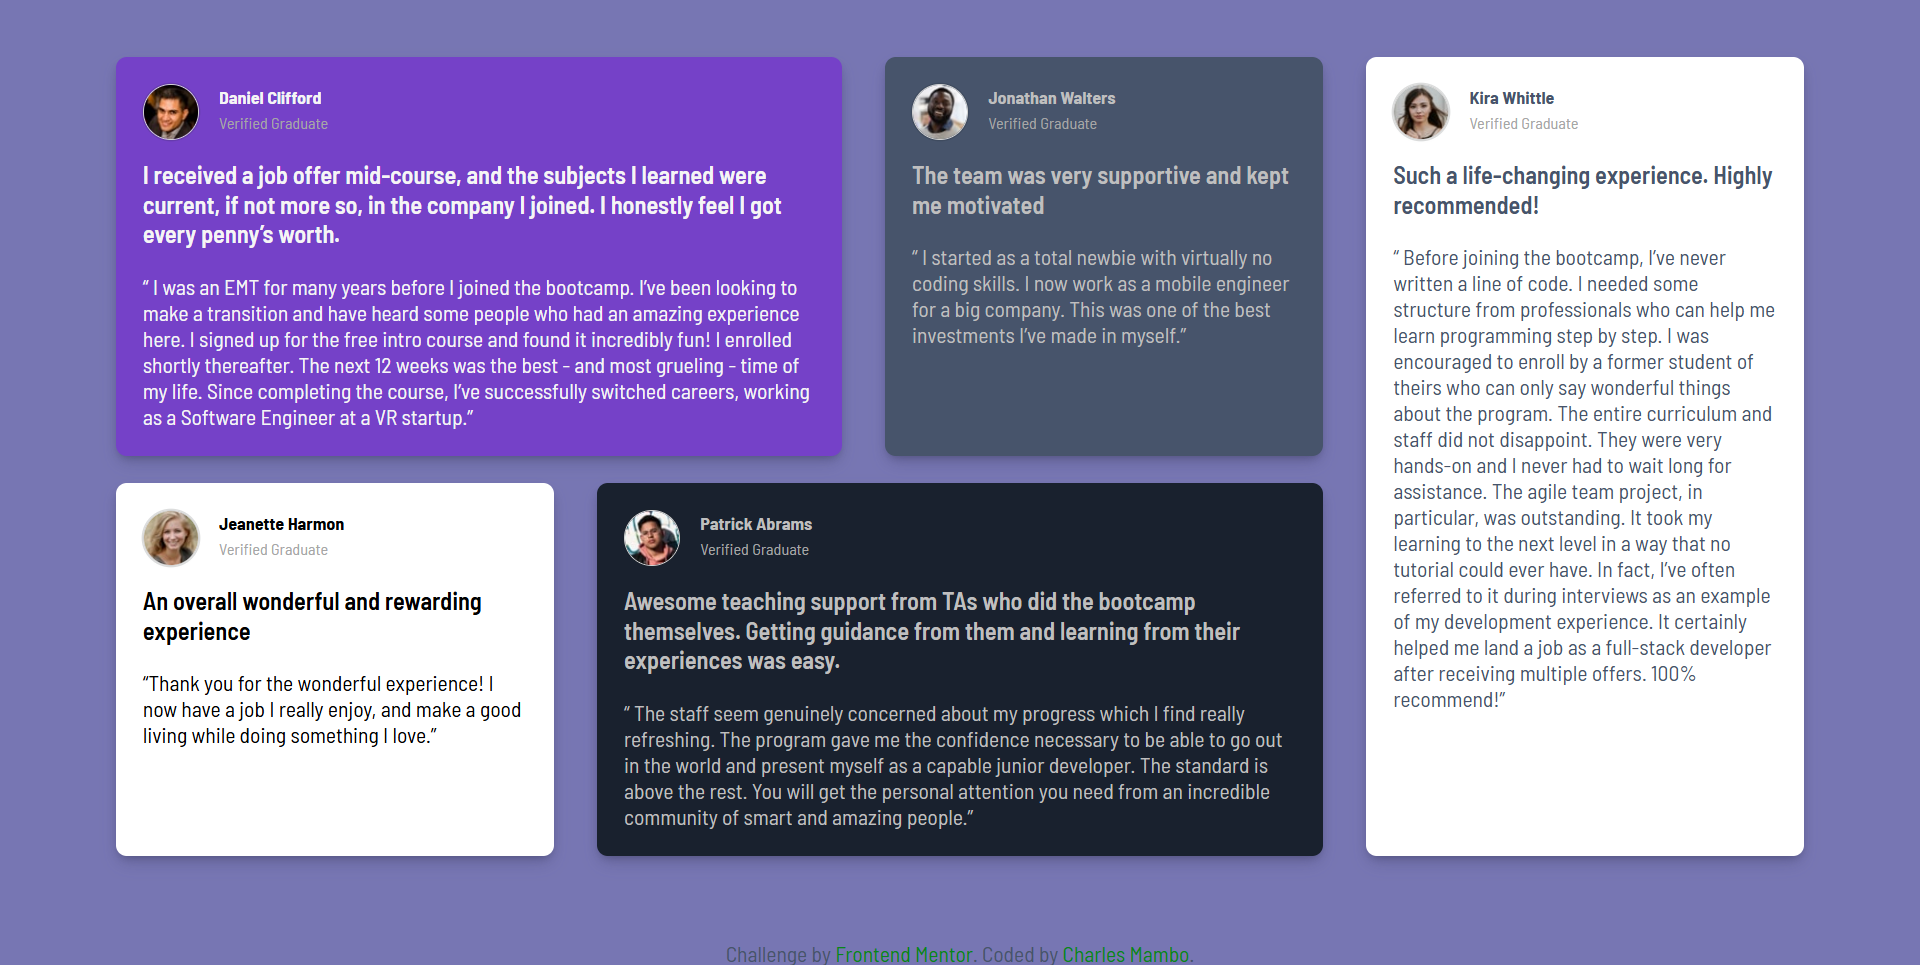 Daniel Clifford
Verified Graduate
I received a job offer mid-course, and the subjects I learned were
current, if not more so, in the company I joined. I honestly feel I got
every penny’s worth.
“ I was an EMT for many years before I joined the bootcamp. I’ve been looking to
make a transition and have heard some people who had an amazing experience
here. I signed up for the free intro course and found it incredibly fun! I enrolled
shortly thereafter. The next 12 weeks was the best - and most grueling - time of
my life. Since completing the course, I’ve successfully switched careers, working
as a Software Engineer at a VR startup.”
Jonathan Walters
Verified Graduate
The team was very supportive and kept
me motivated
“ I started as a total newbie with virtually no
coding skills. I now work as a mobile engineer
for a big company. This was one of the best
investments I’ve made in myself.”
Kira Whittle
Verified Graduate
Such a life-changing experience. Highly
recommended!
“ Before joining the bootcamp, I’ve never
written a line of code. I needed some
structure from professionals who can help me
learn programming step by step. I was
encouraged to enroll by a former student of
theirs who can only say wonderful things
about the program. The entire curriculum and
staff did not disappoint. They were very
hands-on and I never had to wait long for
assistance. The agile team project, in
particular, was outstanding. It took my
learning to the next level in a way that no
tutorial could ever have. In fact, I’ve often
referred to it during interviews as an example
of my development experience. It certainly
helped me land a job as a full-stack developer
after receiving multiple offers. 100%
recommend!”
Jeanette Harmon
Verified Graduate
An overall wonderful and rewarding
experience
“Thank you for the wonderful experience! I
now have a job I really enjoy, and make a good
living while doing something I love.”
Patrick Abrams
Verified Graduate
Awesome teaching support from TAs who did the bootcamp
themselves. Getting guidance from them and learning from their
experiences was easy.
“ The staff seem genuinely concerned about my progress which I find really
refreshing. The program gave me the confidence necessary to be able to go out
in the world and present myself as a capable junior developer. The standard is
above the rest. You will get the personal attention you need from an incredible
community of smart and amazing people.”
Challenge by Frontend Mentor. Coded by Charles Mambo.